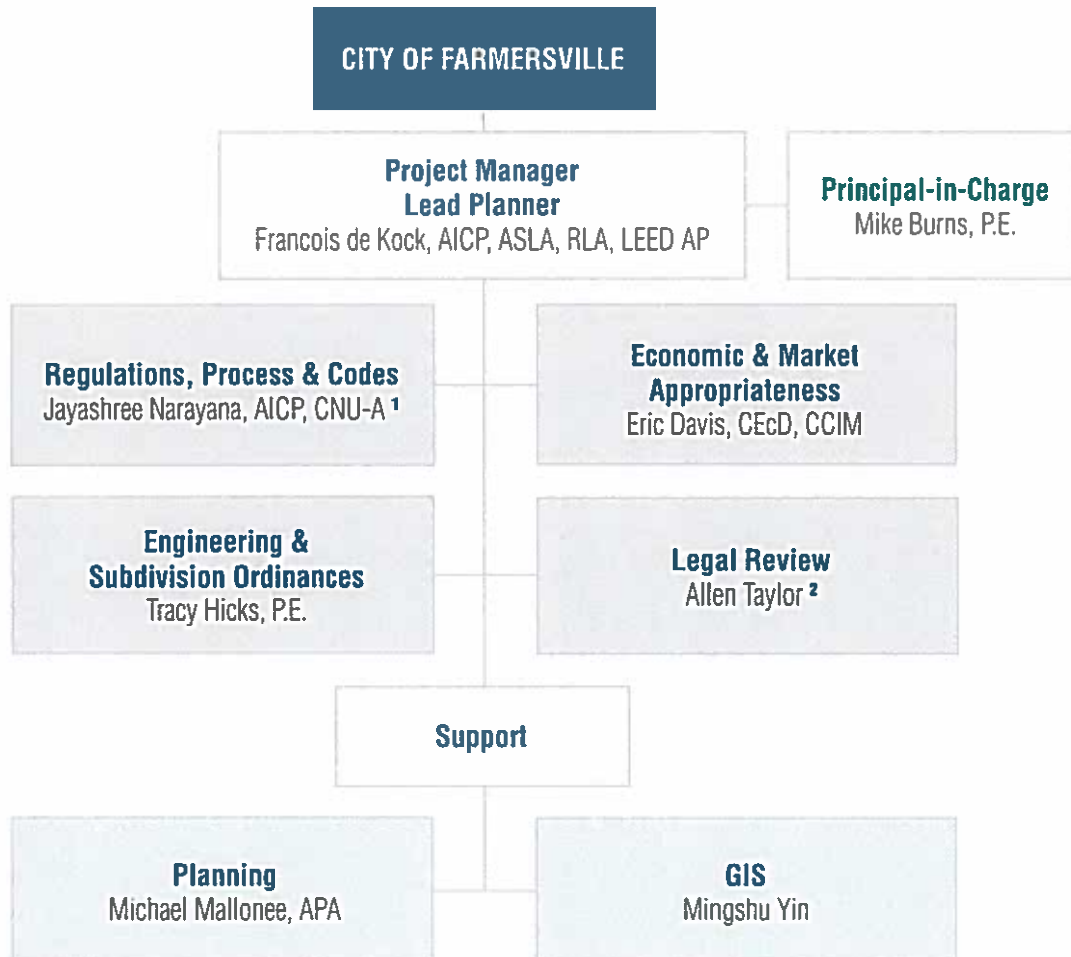 CITY OF FARMERSVILLE
Project Manager
Lead Planner
Francois de Kock, AICP, ASLA, RLA, LEED AP
Principal-in-Charge
Mike Burns, P.E.
Regulations, Process & Codes
Jayashree Narayana, AICP, CNU-A ¹
Economic & Market
Appropriateness
Eric Davis, CEcD, CCIM
Engineering &
Subdivision Ordinances
Tracy Hicks, P.E.
Legal Review
Allen Taylor ²
Support
Planning
Michael Mallonee, APA
GIS
Mingshu Yin